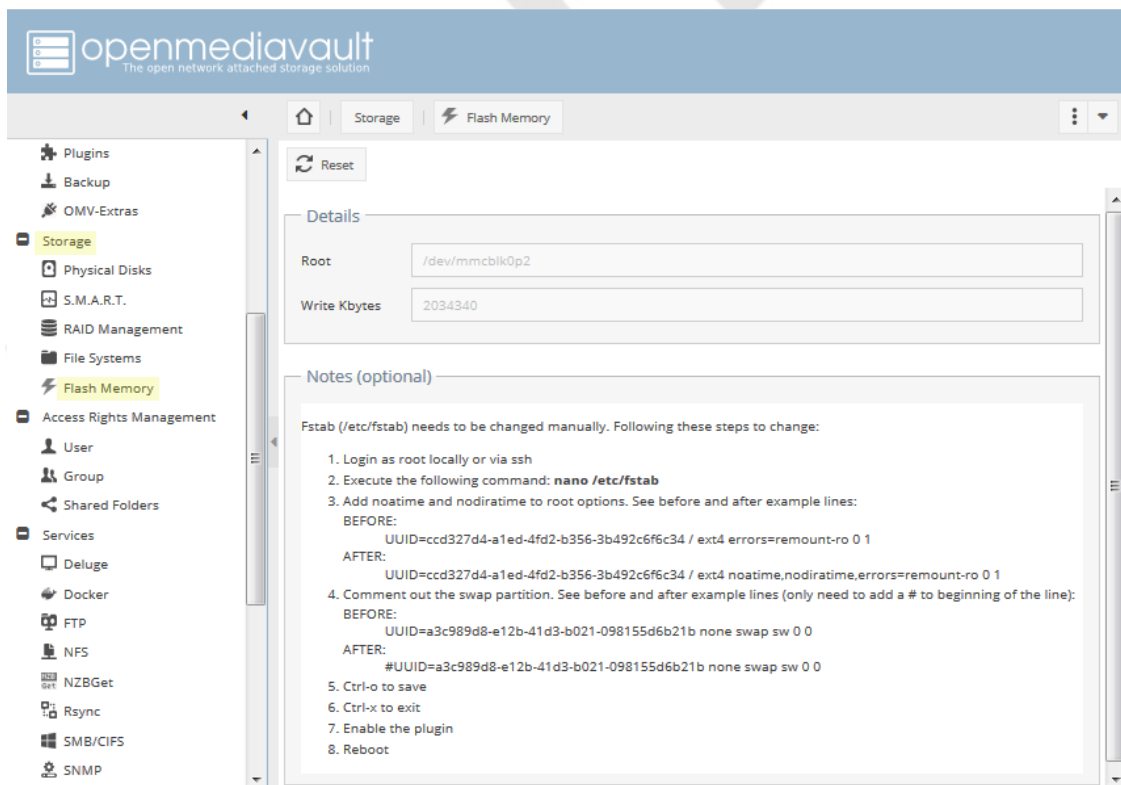 openmediavault
The open network attached storage solution
Storage
Flash Memory
Plugins
Backup
OMV-Extras
Storage
Physical Disks
S.M.A.R.T.
RAID Management
File Systems
Flash Memory
Access Rights Management
User
Group
Shared Folders
Services
Deluge
Docker
FTP
NFS
NZBGet
Rsync
SMB/CIFS
SNMP
Reset
Details
Root
/dev/mmcblk0p2
Write Kbytes
2034340
Notes (optional)
Fstab (/etc/fstab) needs to be changed manually. Following these steps to change:
1. Login as root locally or via ssh
2. Execute the following command: nano /etc/fstab
3. Add noatime and nodiratime to root options. See before and after example lines:
BEFORE:
UUID=ccd327d4-a1ed-4fd2-b356-3b492c6f6c34 / ext4 errors=remount-ro 0 1
AFTER:
UUID=ccd327d4-a1ed-4fd2-b356-3b492c6f6c34 / ext4 noatime,nodiratime,errors=remount-ro 0 1
4. Comment out the swap partition. See before and after example lines (only need to add a # to beginning of the line):
BEFORE:
UUID=a3c989d8-e12b-41d3-b021-098155d6b21b none swap sw 0 0
AFTER:
#UUID=a3c989d8-e12b-41d3-b021-098155d6b21b none swap sw 0 0
5. Ctrl-o to save
6. Ctrl-x to exit
7. Enable the plugin
8. Reboot